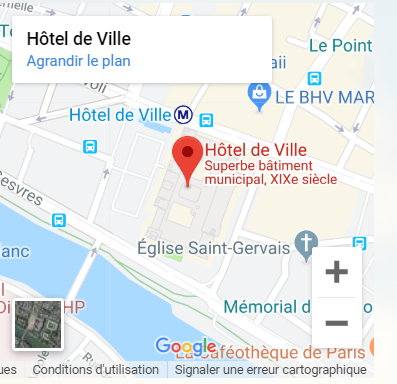 Hôtel de Ville
Agrandir le plan
Le Point
voli
Hôtel de Ville
M
LE BHV MAR
Hôtel de Ville
Superbe bâtiment
municipal, XIXe siècle
esvres
Église Saint-Gervais
anc
+
Mémorial d
HP
−
Google
La Caféothèque de Paris
ues
Conditions d'utilisation
Signaler une erreur cartographique